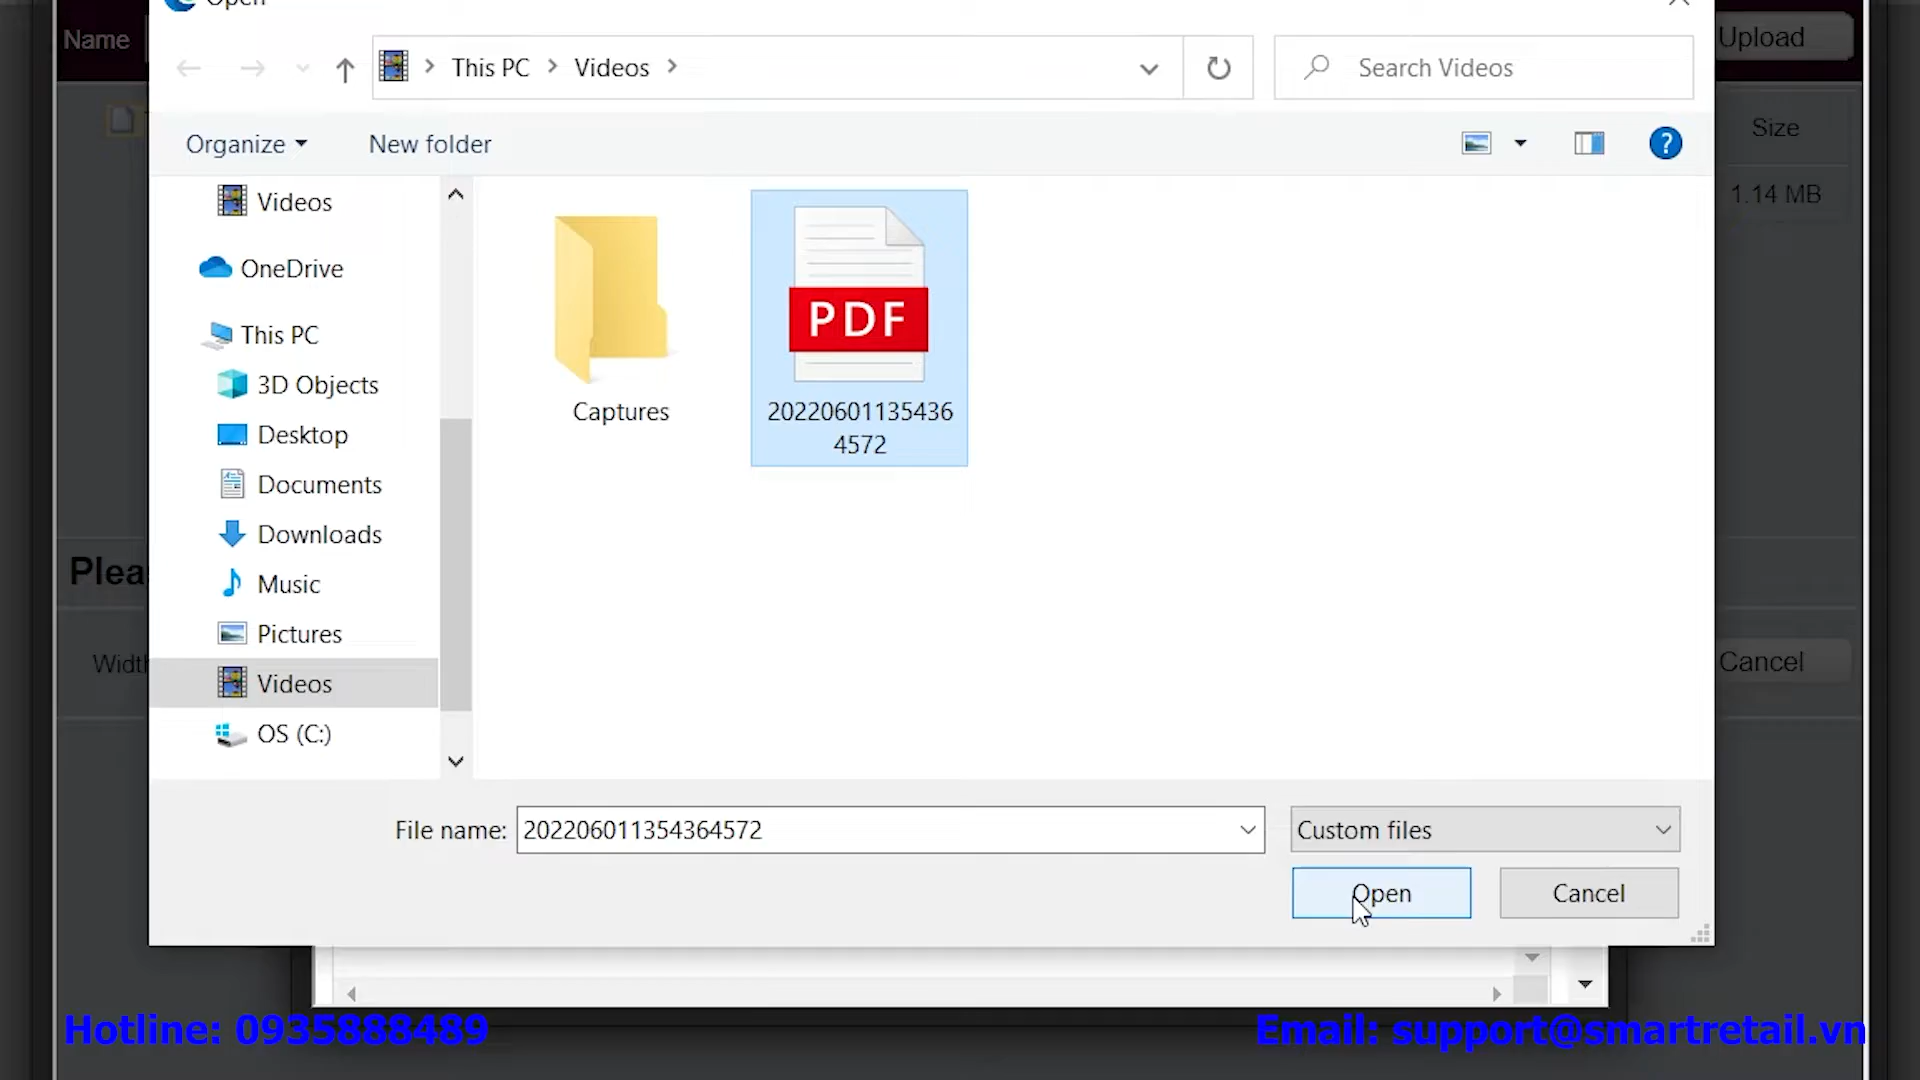 Open
Name
Upload
This PC
Videos
Search Videos
Organize
New folder
?
Size
1.14 MB
Videos
OneDrive
This PC
3D Objects
Desktop
Documents
Downloads
Music
Pictures
Videos
OS (C:)
PDF
Captures
20220601135436
4572
Plea
Width
Cancel
File name:
202206011354364572
Custom files
Open
Cancel
Hotline: 0935888489
Email: support@smartretail.vn